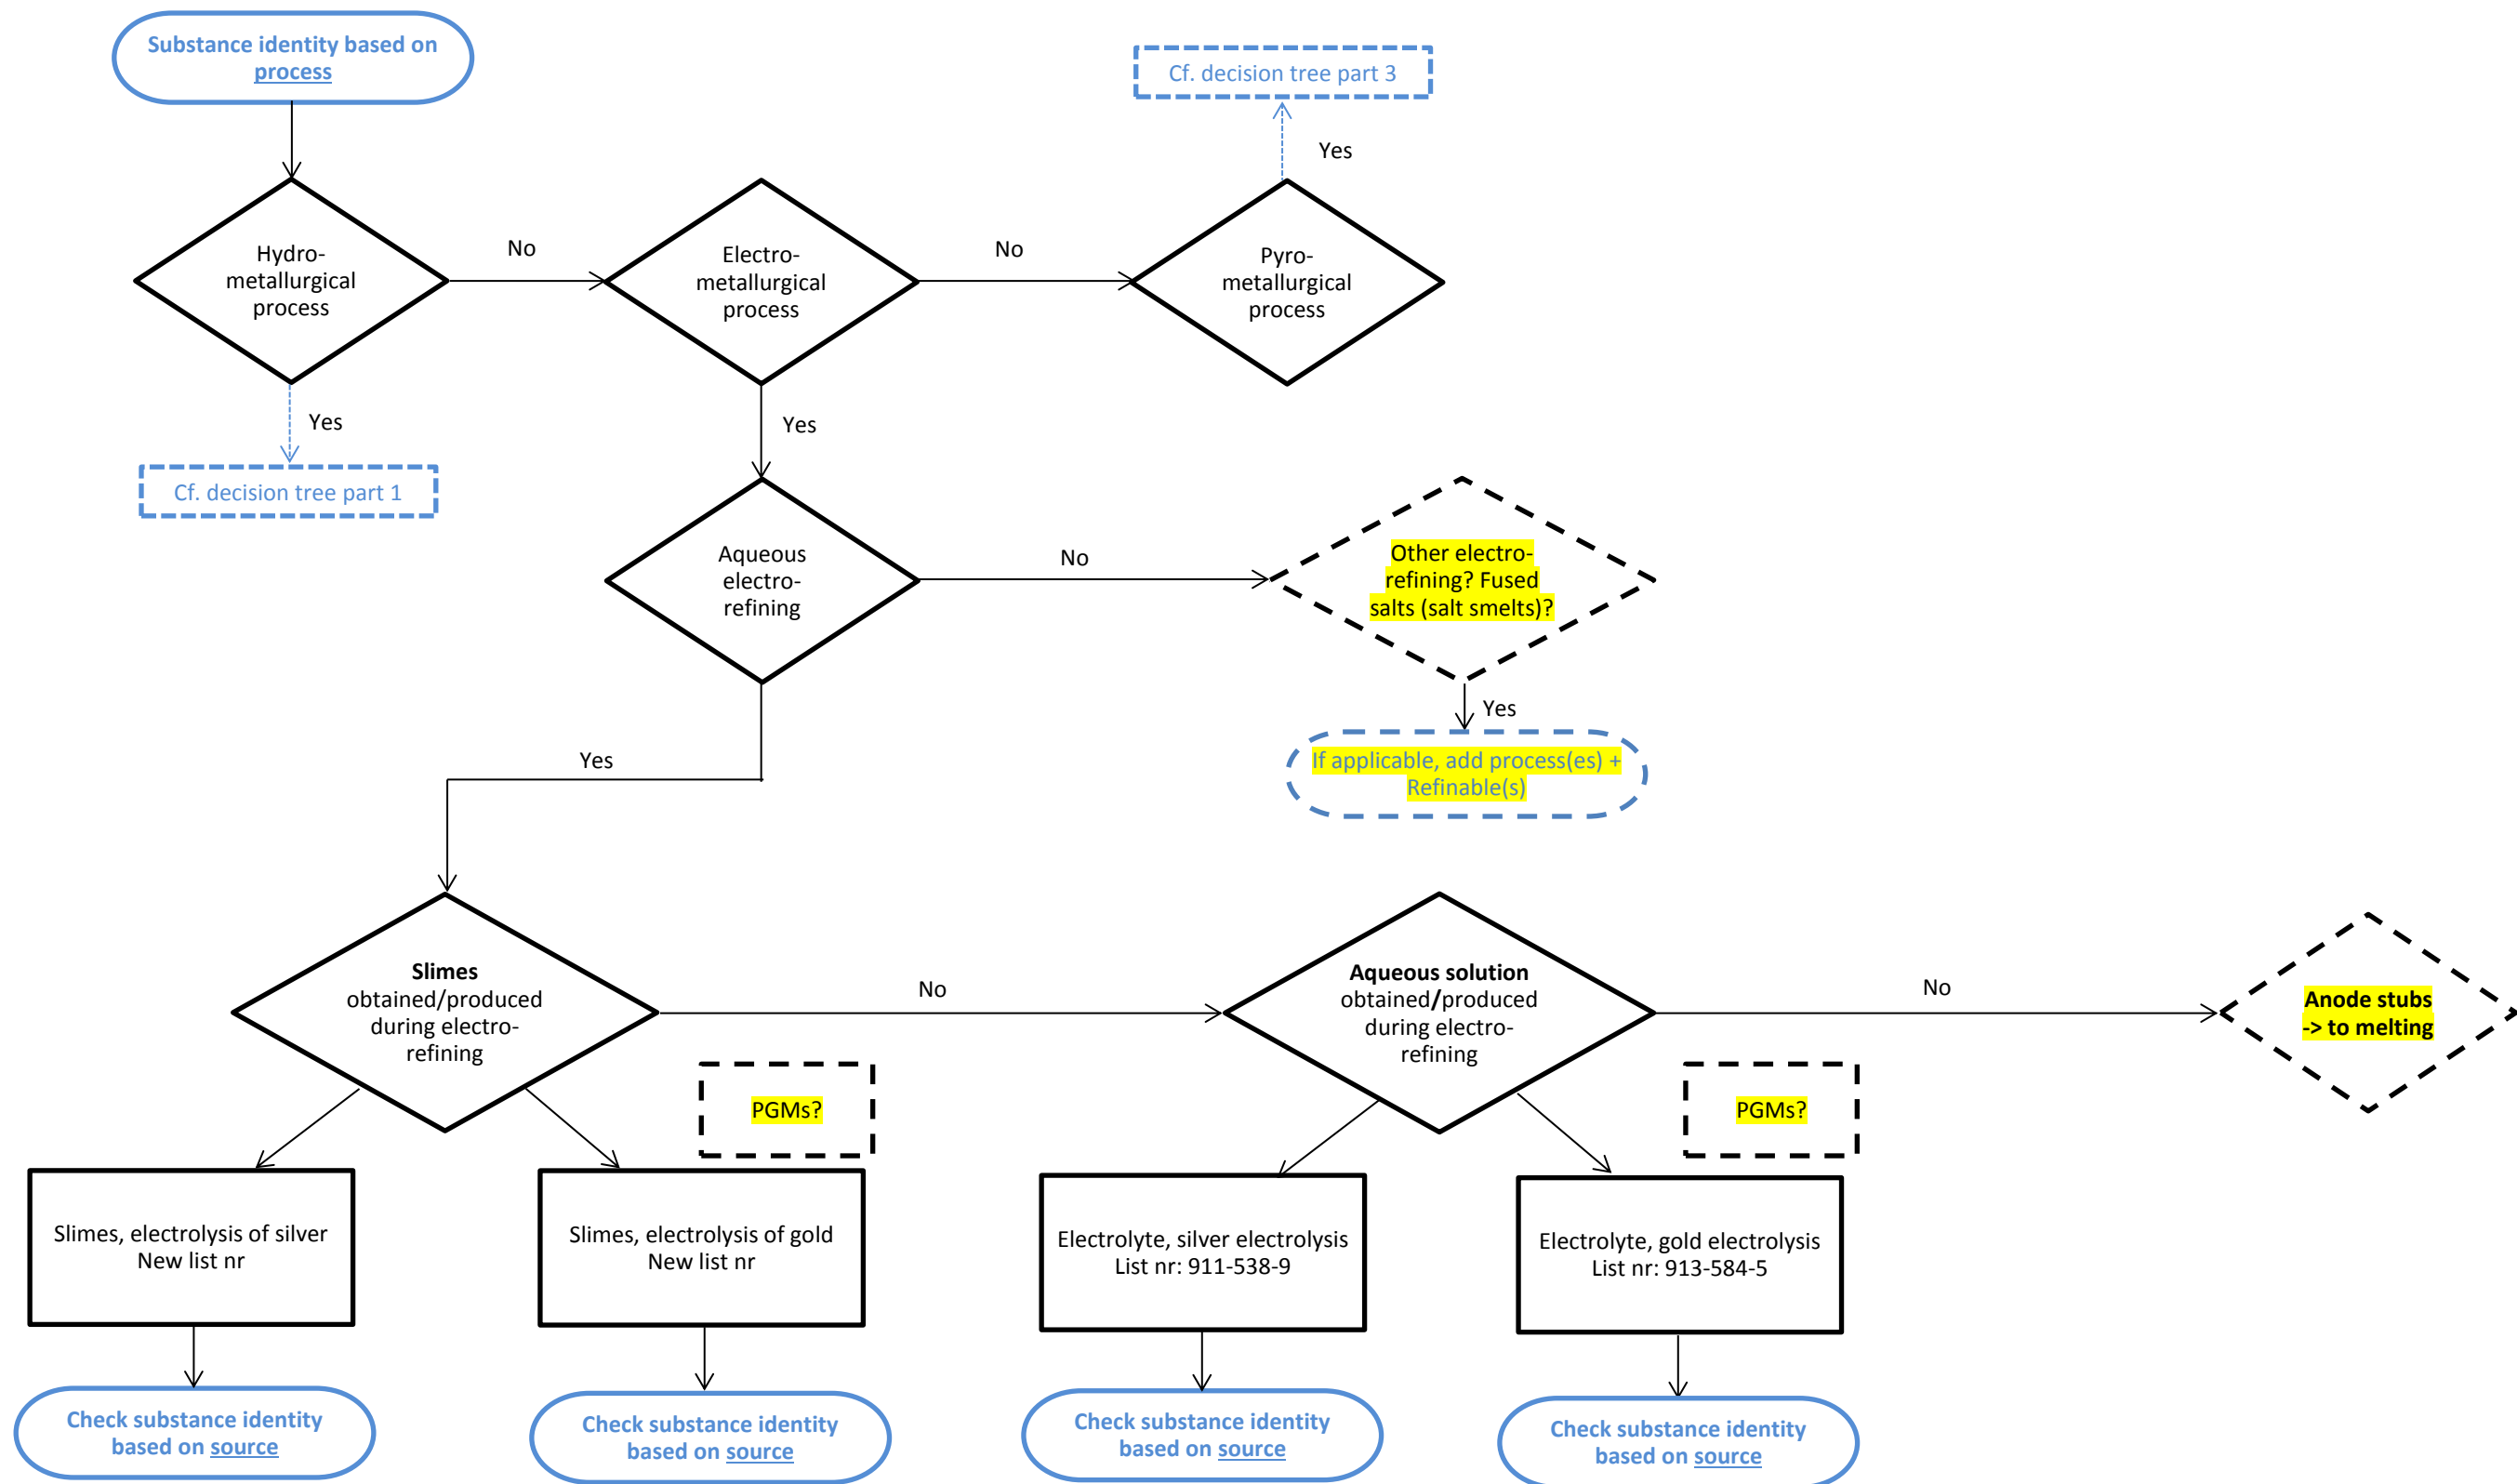 Substance identity based on
process
Cf. decision tree part 3
Yes
Hydro-
metallurgical
process
No
Electro-
metallurgical
process
No
Pyro-
metallurgical
process
Yes
Cf. decision tree part 1
Yes
Aqueous
electro-
refining
No
Other electro-
refining? Fused
salts (salt smelts)?
Yes
If applicable, add process(es) +
Refinable(s)
Yes
Slimes
obtained/produced
during electro-
refining
No
Aqueous solution
obtained/produced
during electro-
refining
No
Anode stubs
-> to melting
PGMs?
PGMs?
Slimes, electrolysis of silver
New list nr
Slimes, electrolysis of gold
New list nr
Electrolyte, silver electrolysis
List nr: 911-538-9
Electrolyte, gold electrolysis
List nr: 913-584-5
Check substance identity
based on source
Check substance identity
based on source
Check substance identity
based on source
Check substance identity
based on source